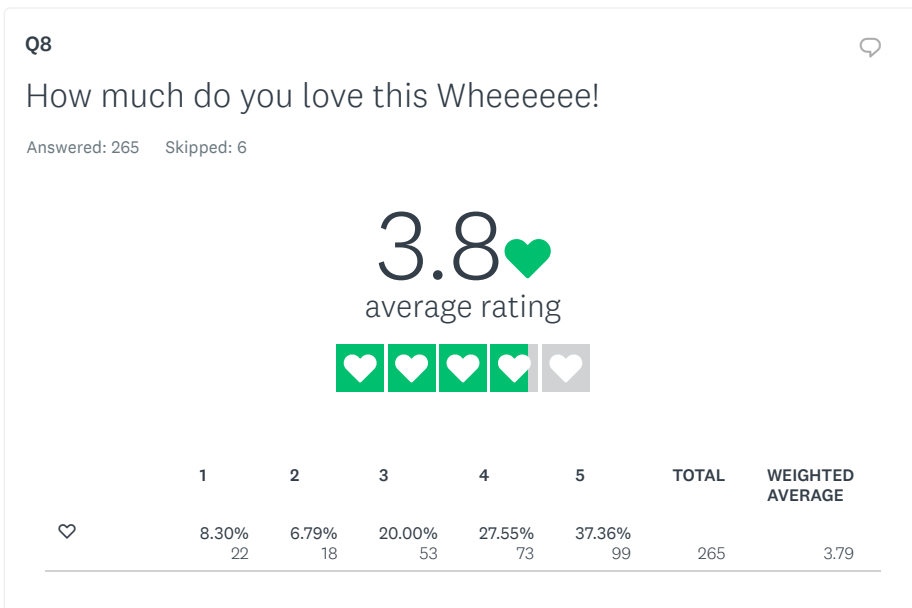 Q8
How much do you love this Wheeeeee!
Answered: 265 Skipped: 6
3.8
average rating
1 2 3 4 5 TOTAL WEIGHTED
AVERAGE
8.30% 6.79% 20.00% 27.55% 37.36%
22 18 53 73 99 265 3.79